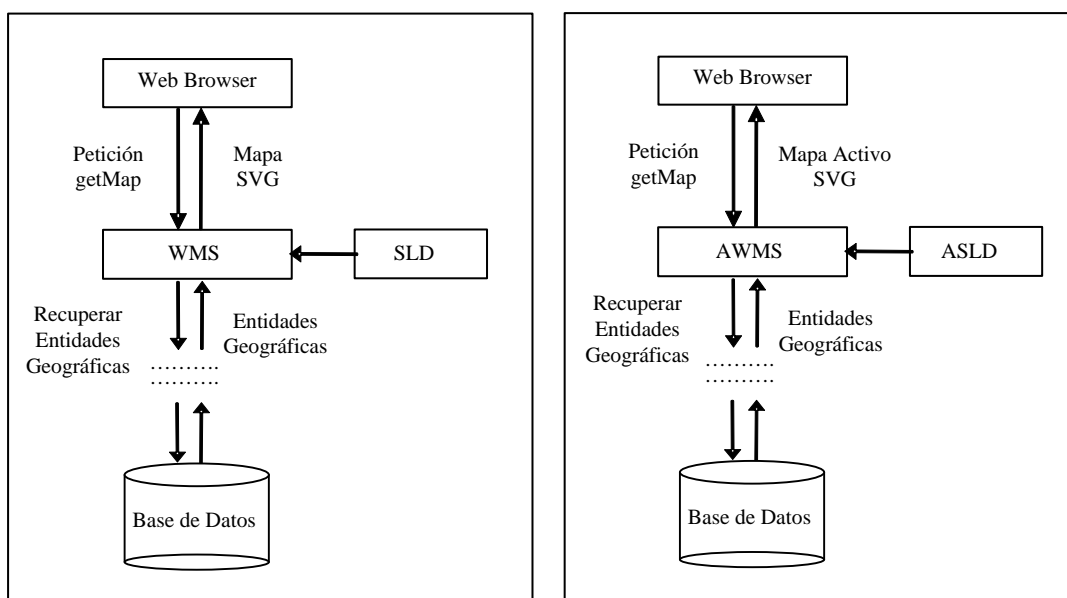 Web Browser
Petición
getMap
Mapa
SVG
WMS
SLD
Recuperar
Entidades
Geográficas
Entidades
Geográficas
....................
Base de Datos
Web Browser
Petición
getMap
Mapa Activo
SVG
AWMS
ASLD
Recuperar
Entidades
Geográficas
Entidades
Geográficas
....................
Base de Datos